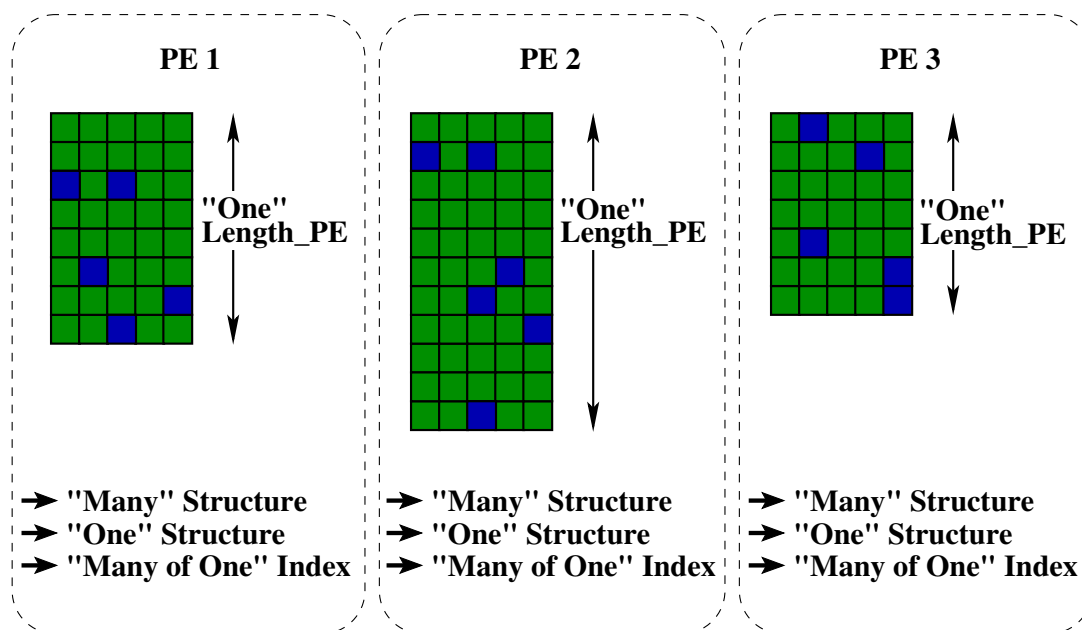 PE 1
"One"
Length_PE
"Many" Structure
"One" Structure
"Many of One" Index
PE 2
"One"
Length_PE
"Many" Structure
"One" Structure
"Many of One" Index
PE 3
"One"
Length_PE
"Many" Structure
"One" Structure
"Many of One" Index